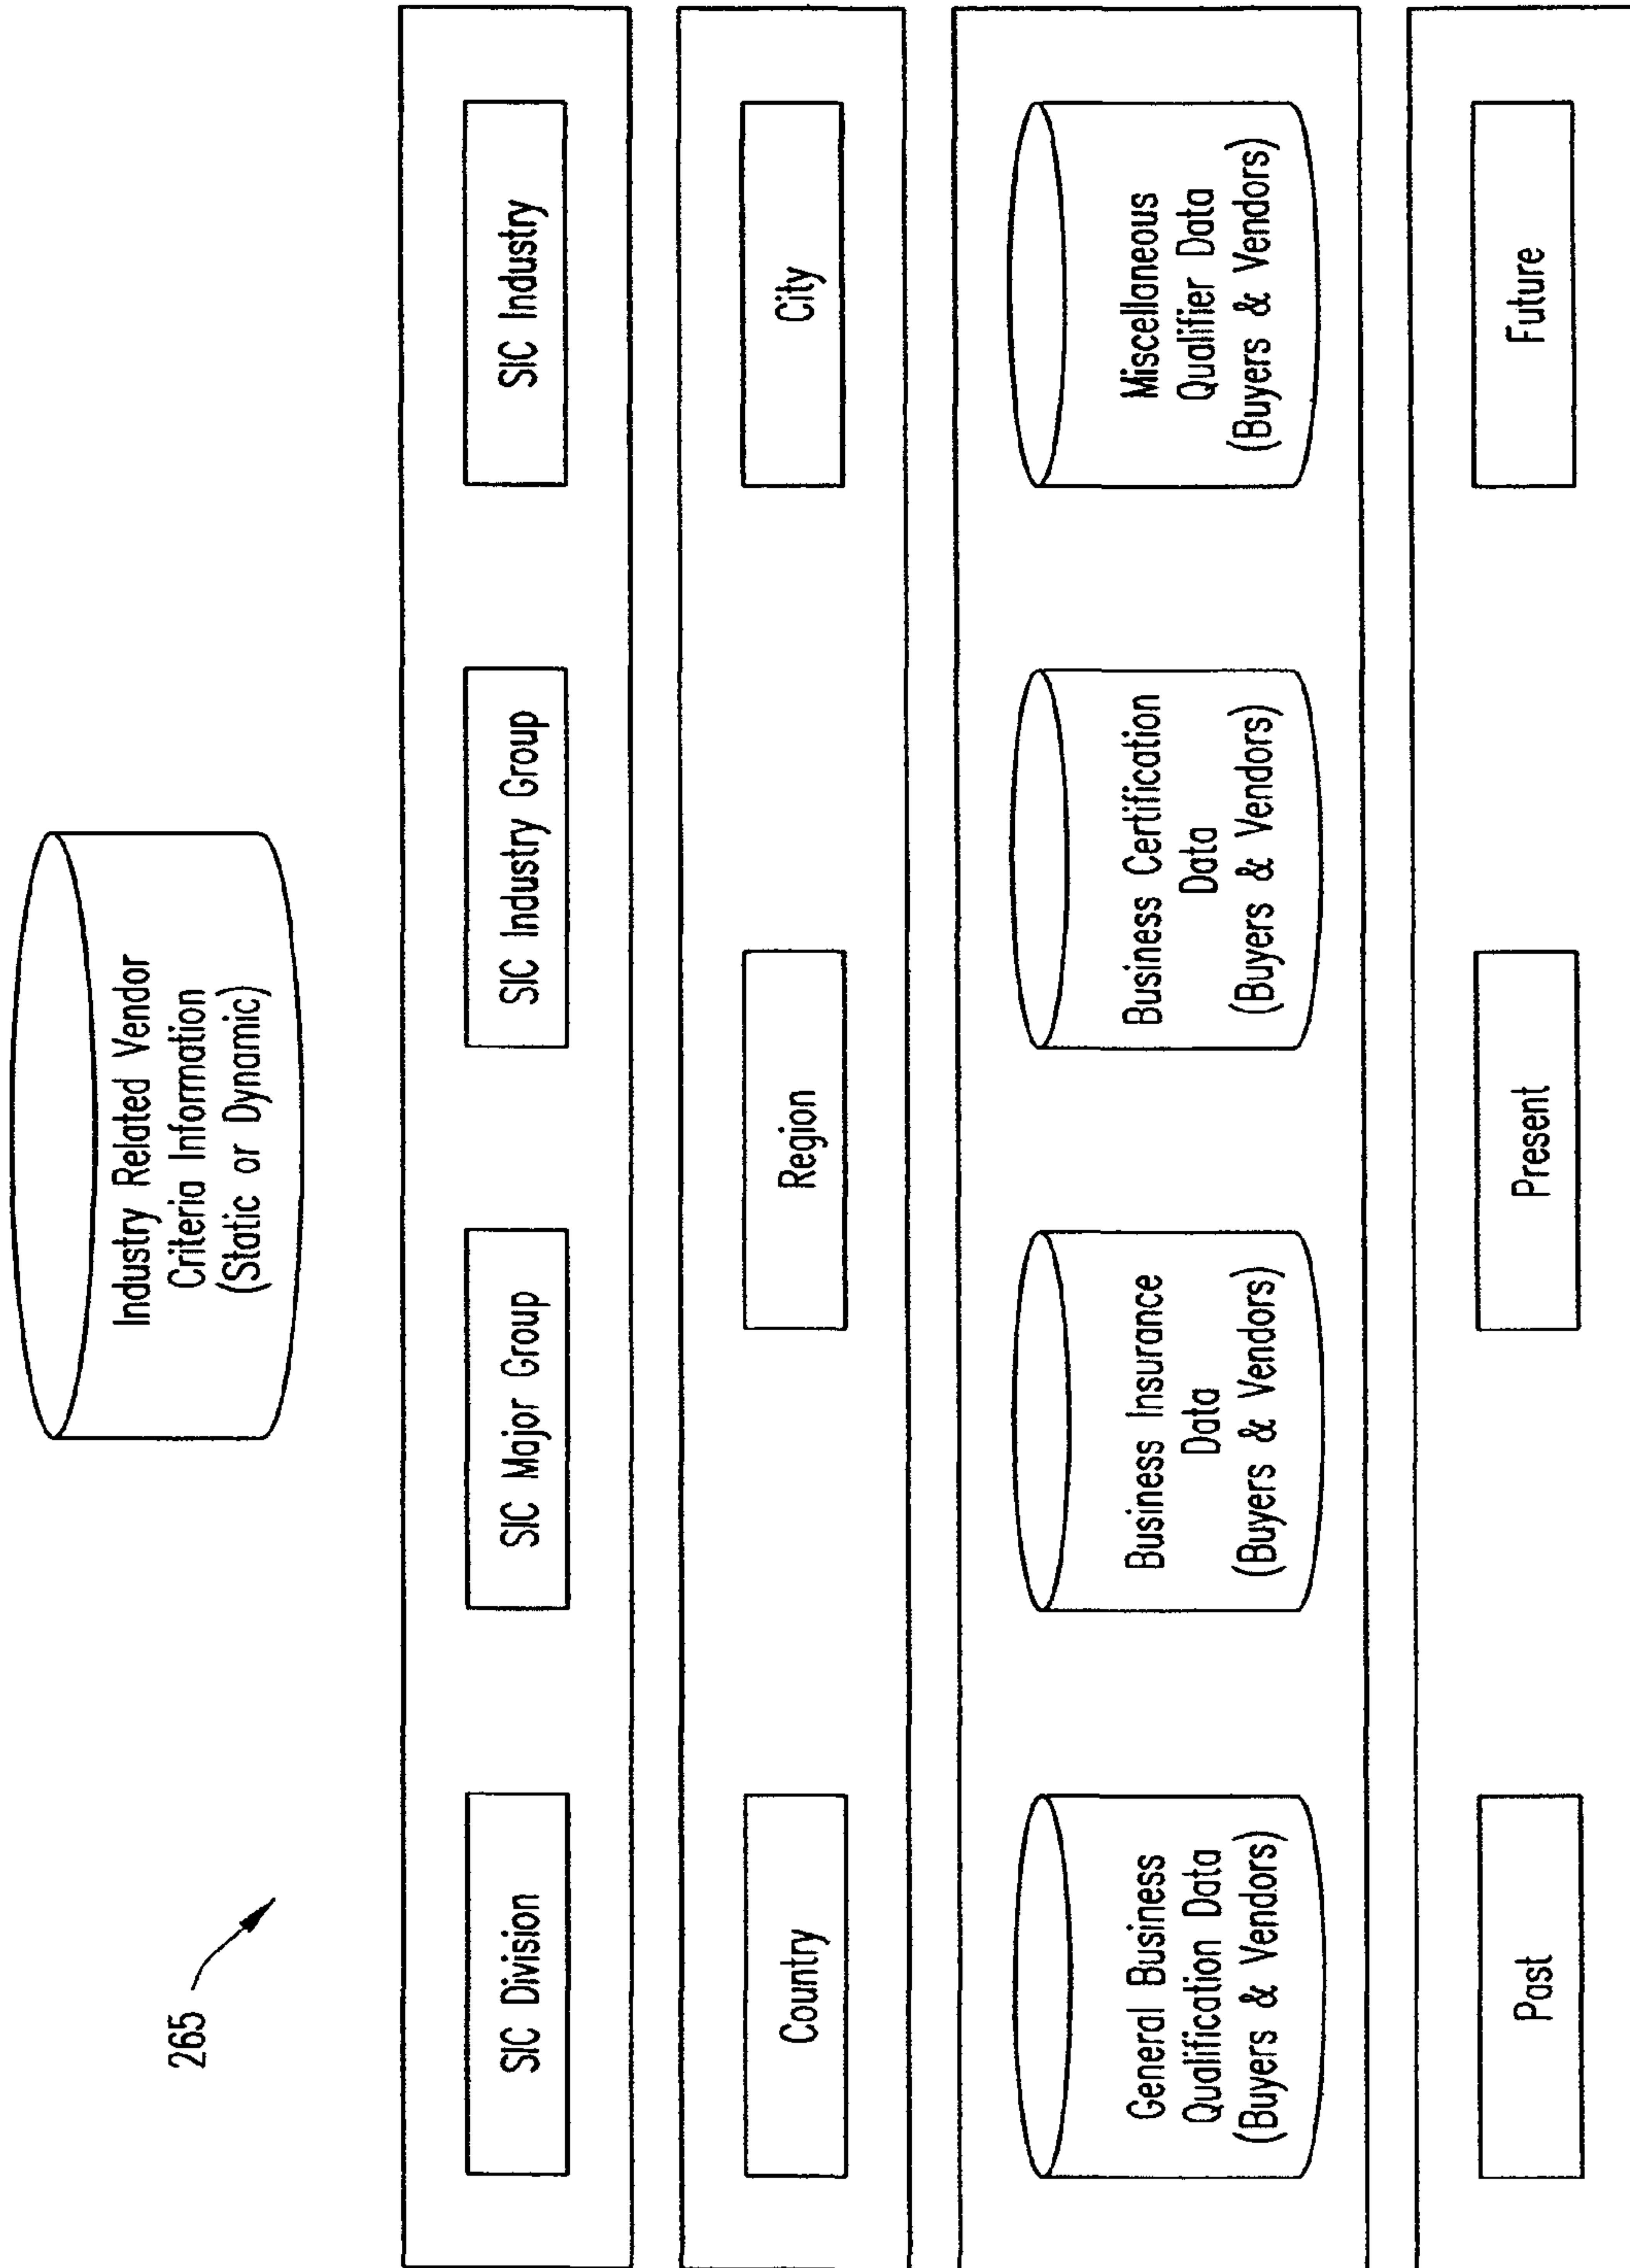 265
Industry Related Vendor
Criteria Information
(Static or Dynamic)
SIC Division
SIC Major Group
SIC Industry Group
SIC Industry
Country
Region
City
General Business
Qualification Data
(Buyers & Vendors)
Business Insurance
Data
(Buyers & Vendors)
Business Certification
Data
(Buyers & Vendors)
Miscellaneous
Qualifier Data
(Buyers & Vendors)
Past
Present
Future